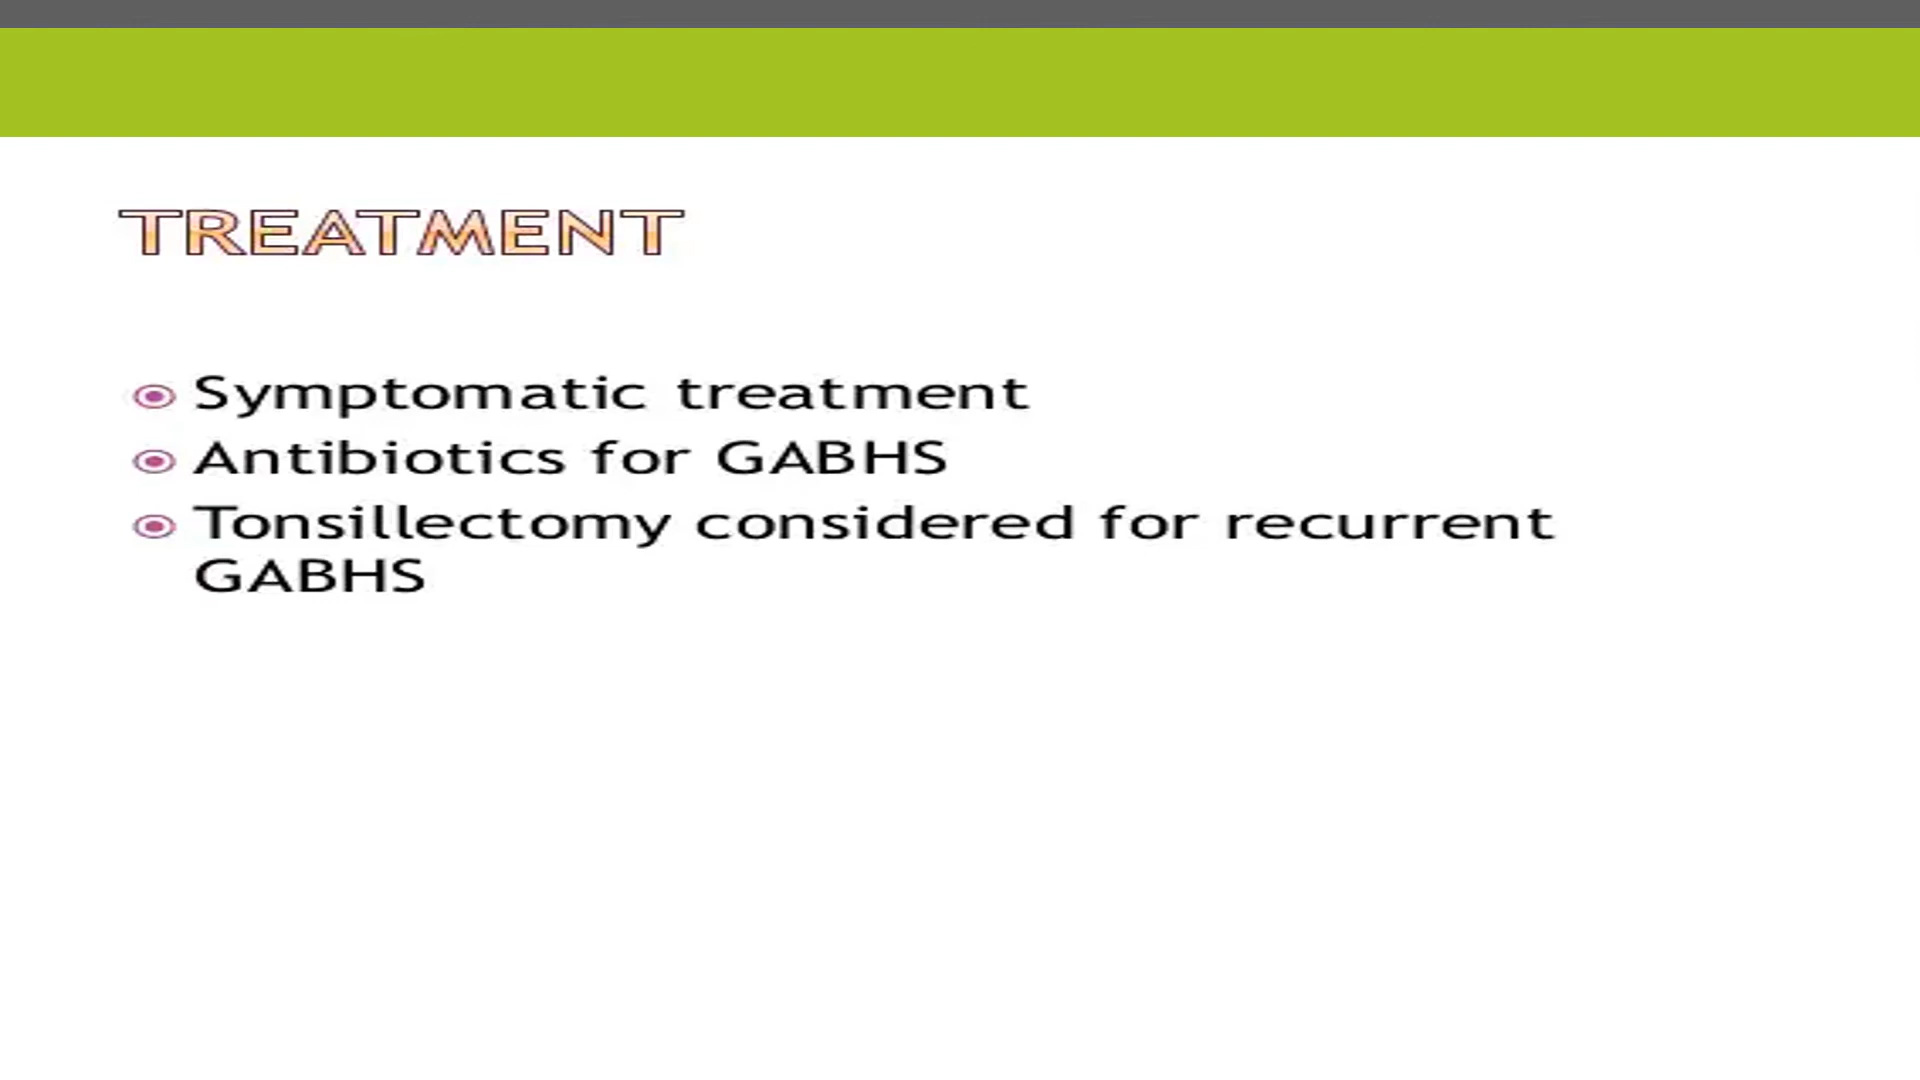 TREATMENT
Symptomatic treatment
Antibiotics for GABHS
Tonsillectomy considered for recurrent
GABHS